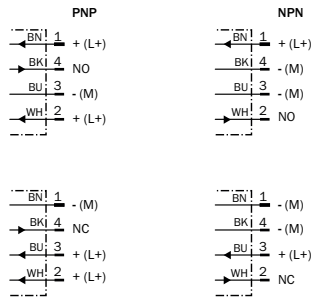 PNP
BN 1 + (L+)
BK 4 NO
BU 3 - (M)
WH 2 + (L+)
NPN
BN 1 + (L+)
BK 4 - (M)
BU 3 - (M)
WH 2 NO
BN 1 - (M)
BK 4 NC
BU 3 + (L+)
WH 2 + (L+)
BN 1 - (M)
BK 4 - (M)
BU 3 + (L+)
WH 2 NC